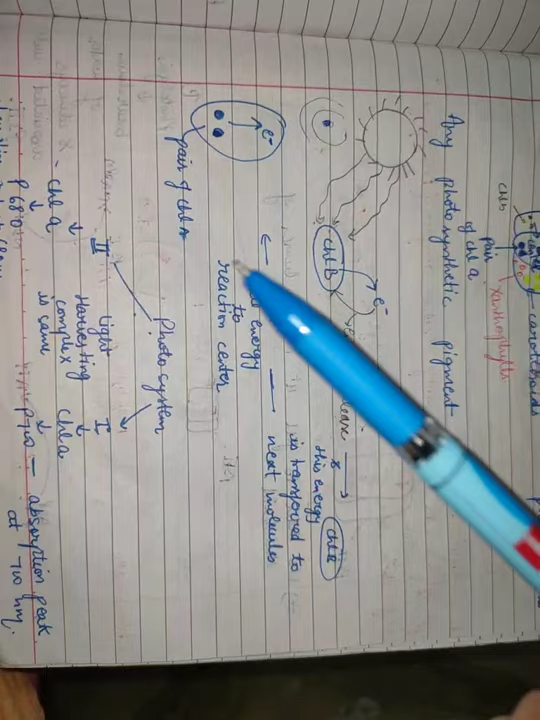 of carotenoids
chl b
xanthophylls
pair
of chl a
Any photosynthetic pigment
chl B
e-
chl B
this energy
is transferred to
next molecules
energy
to
reaction center
e-
pair of chl a
Photo system
II
I
Light
Harvesting
complex
is same
chl a
P680
chl a
P700 — absorption peak
at 700 nm.